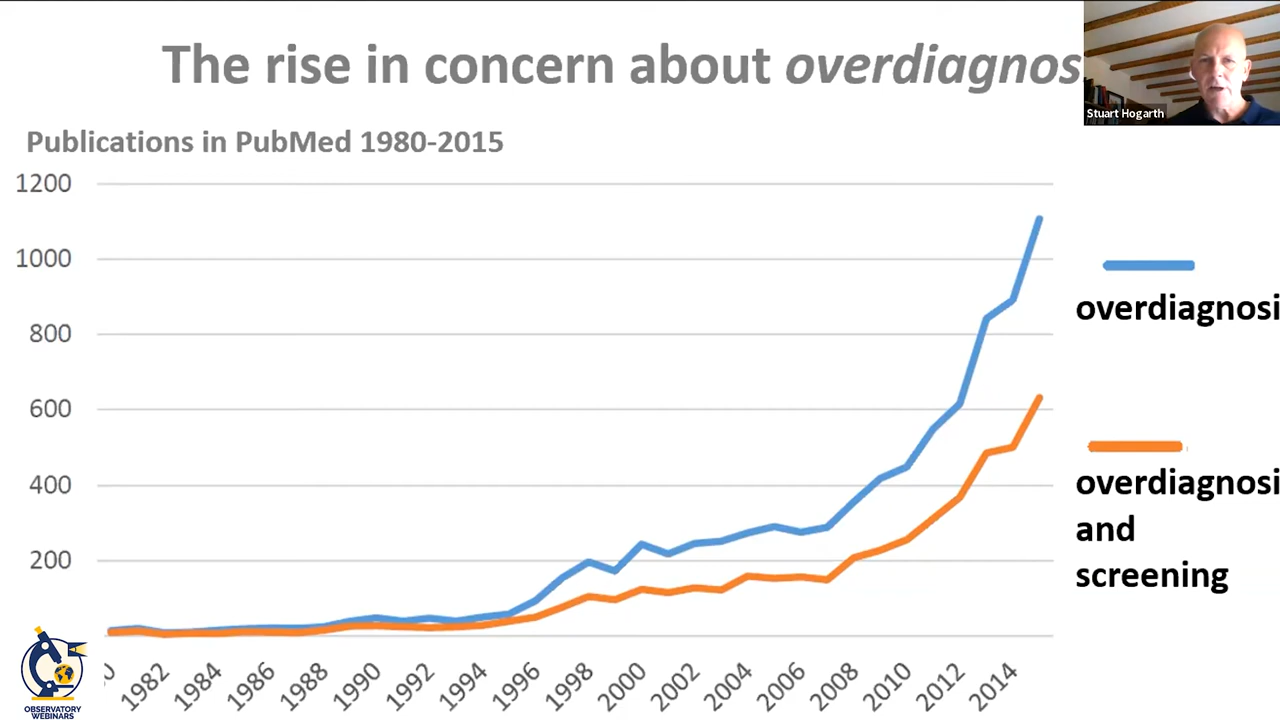 The rise in concern about overdiagnos
Stuart Hogarth
Publications in PubMed 1980-2015
1200
1000
800
600
400
200
overdiagnosi
overdiagnosi
and
screening
0
1982
1984
1986
1988
1990
1992
1994
1996
1998
2000
2002
2004
2006
2008
2010
2012
2014
OBSERVATORY
WEBINARS